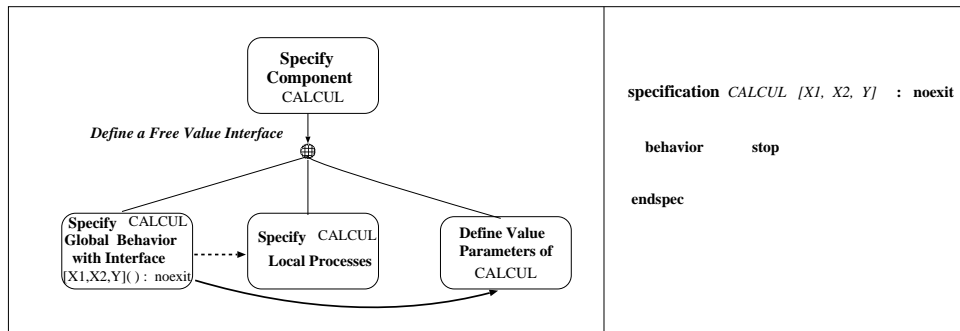 Specify
Component
CALCUL
Define a Free Value Interface
Specify CALCUL
Global Behavior
with Interface
[X1,X2,Y]( ) : noexit
Specify CALCUL
Local Processes
Define Value
Parameters of
CALCUL
specification CALCUL [X1, X2, Y] : noexit
behavior stop
endspec